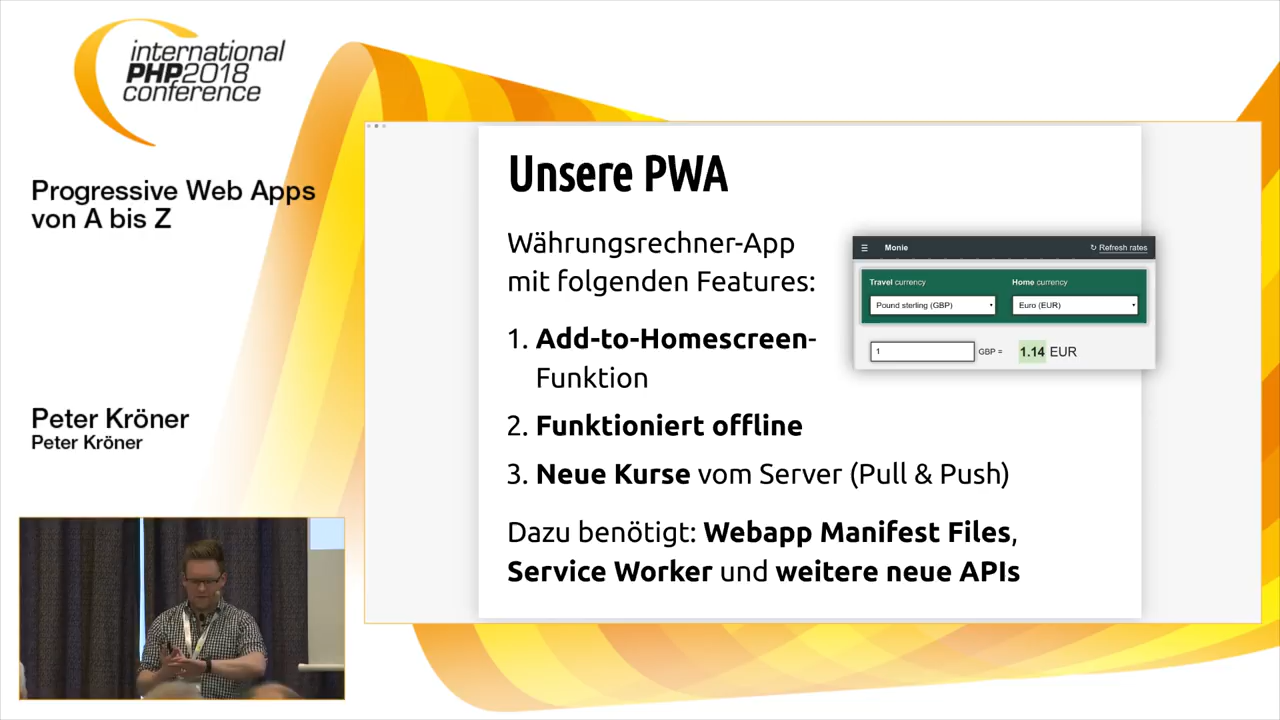 international
PHP2018
conference
Progressive Web Apps
von A bis Z
Peter Kröner
Peter Kröner
Unsere PWA
Währungsrechner-App
mit folgenden Features:
1. Add-to-Homescreen-
Funktion
2. Funktioniert offline
3. Neue Kurse vom Server (Pull & Push)
Dazu benötigt: Webapp Manifest Files,
Service Worker und weitere neue APIs
☰ Monie ↻ Refresh rates
Travel currency Home currency
Pound sterling (GBP) Euro (EUR)
1 GBP = 1.14 EUR